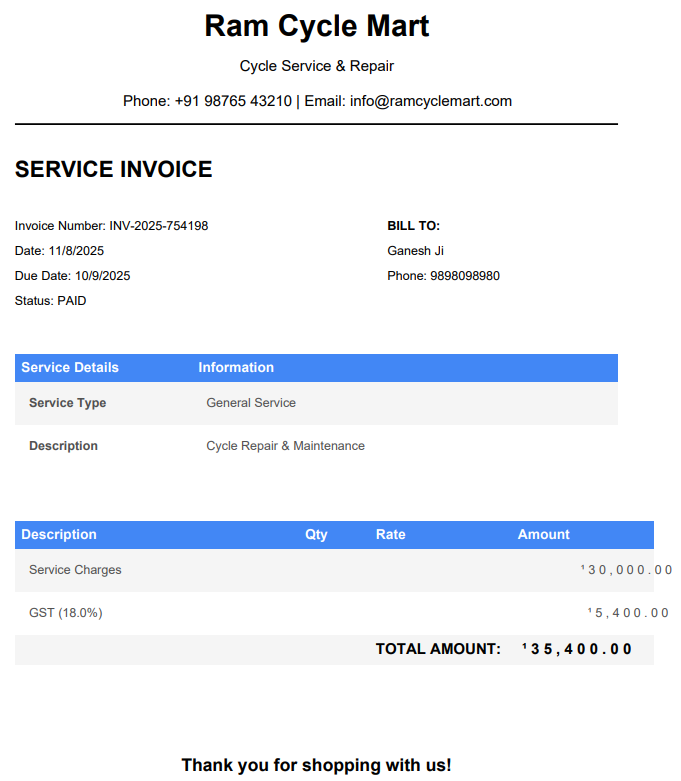 Ram Cycle Mart
Cycle Service & Repair
Phone: +91 98765 43210 | Email: info@ramcyclemart.com
SERVICE INVOICE
Invoice Number: INV-2025-754198
Date: 11/8/2025
Due Date: 10/9/2025
Status: PAID
BILL TO:
Ganesh Ji
Phone: 9898098980
Service Details Information
Service Type General Service
Description Cycle Repair & Maintenance
Description Qty Rate Amount
Service Charges ¹30,000.00
GST (18.0%) ¹5,400.00
TOTAL AMOUNT: ¹35,400.00
Thank you for shopping with us!